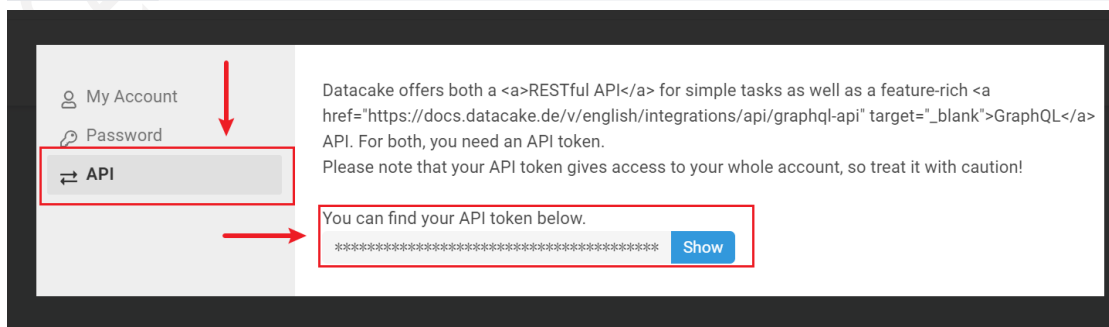 My Account
Password
API
Datacake offers both a <a>RESTful API</a> for simple tasks as well as a feature-rich <a
href="https://docs.datacake.de/v/english/integrations/api/graphql-api" target="_blank">GraphQL</a>
API. For both, you need an API token.
Please note that your API token gives access to your whole account, so treat it with caution!
You can find your API token below.
**************************************** Show